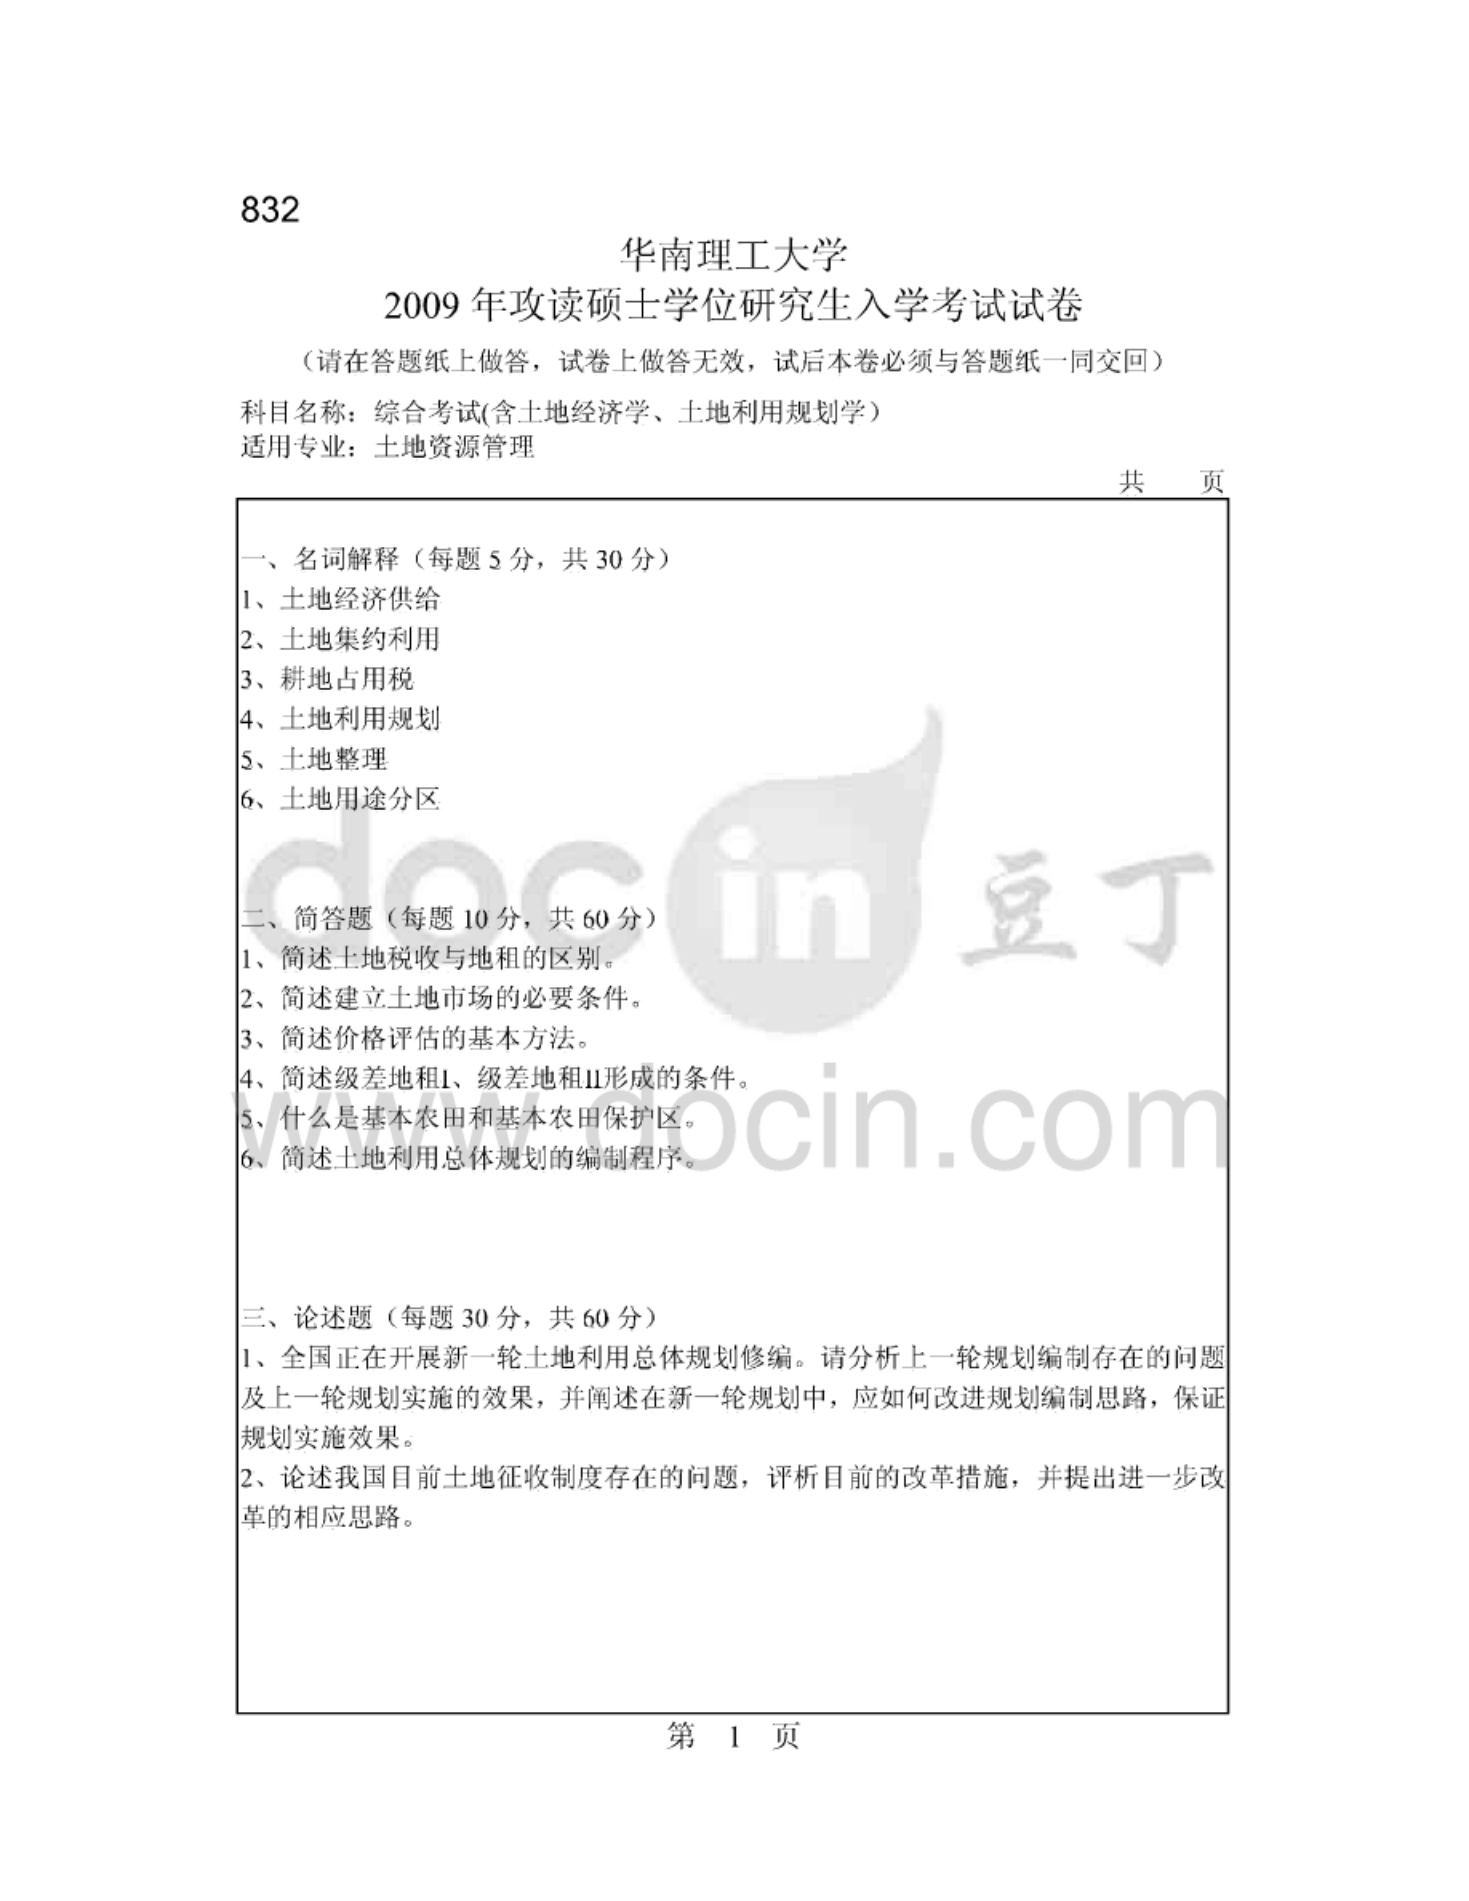 832
华南理工大学
2009 年攻读硕士学位研究生入学考试试卷
（请在答题纸上做答，试卷上做答无效，试后本卷必须与答题纸一同交回）
科目名称：综合考试(含土地经济学、土地利用规划学）
适用专业：土地资源管理
共 页
一、名词解释（每题 5 分，共 30 分）
1、土地经济供给
2、土地集约利用
3、耕地占用税
4、土地利用规划
5、土地整理
6、土地用途分区
docin 豆丁
二、简答题（每题 10 分，共 60 分）
1、简述土地税收与地租的区别。
2、简述建立土地市场的必要条件。
3、简述价格评估的基本方法。
4、简述级差地租I、级差地租II形成的条件。
5、什么是基本农田和基本农田保护区。
www.docin.com
6、简述土地利用总体规划的编制程序。
三、论述题（每题 30 分，共 60 分）
1、全国正在开展新一轮土地利用总体规划修编。请分析上一轮规划编制存在的问题
及上一轮规划实施的效果，并阐述在新一轮规划中，应如何改进规划编制思路，保证
规划实施效果。
2、论述我国目前土地征收制度存在的问题，评析目前的改革措施，并提出进一步改
革的相应思路。
第 1 页